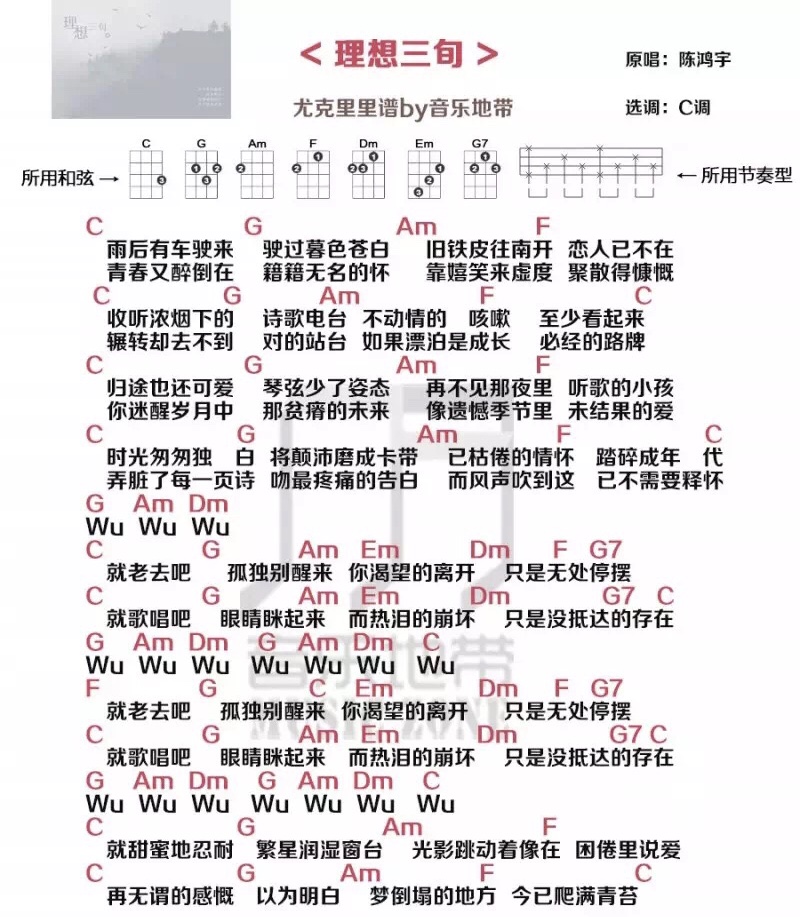 理想三句
< 理想三句 >
原唱：陈鸿宇
尤克里里谱by音乐地带
选调：C调
C G Am F Dm Em G7
所用和弦→
←所用节奏型
C G Am F
雨后有车驶来 驶过暮色苍白 旧铁皮往南开 恋人已不在
青春又醉倒在 籍籍无名的怀 靠嬉笑来虚度 聚散得慷慨
C G Am F C
收听浓烟下的 诗歌电台 不动情的 咳嗽 至少看起来
辗转却去不到 对的站台 如果漂泊是成长 必经的路牌
C G Am F
归途也还可爱 琴弦少了姿态 再不见那夜里 听歌的小孩
你迷醒岁月中 那贫瘠的未来 像遗憾季节里 未结果的爱
C G Am F C
时光匆匆独 白 将颠沛磨成卡带 已枯倦的情怀 踏碎成年 代
弄脏了每一页诗 吻最疼痛的告白 而风声吹到这 已不需要释怀
G Am Dm
Wu Wu Wu
C G Am Em Dm F G7
就老去吧 孤独别醒来 你渴望的离开 只是无处停摆
C G Am Em Dm G7 C
就歌唱吧 眼睛眯起来 而热泪的崩坏 只是没抵达的存在
G Am Dm G Am Dm C
Wu Wu Wu Wu Wu Wu Wu
F G C Em Dm F G7
就老去吧 孤独别醒来 你渴望的离开 只是无处停摆
C G Am Em Dm G7 C
就歌唱吧 眼睛眯起来 而热泪的崩坏 只是没抵达的存在
G Am Dm G Am Dm C
Wu Wu Wu Wu Wu Wu Wu
C G Am F
就甜蜜地忍耐 繁星润湿窗台 光影跳动着像在 困倦里说爱
C G Am F C
再无谓的感慨 以为明白 梦倒塌的地方 今已爬满青苔
音乐地带